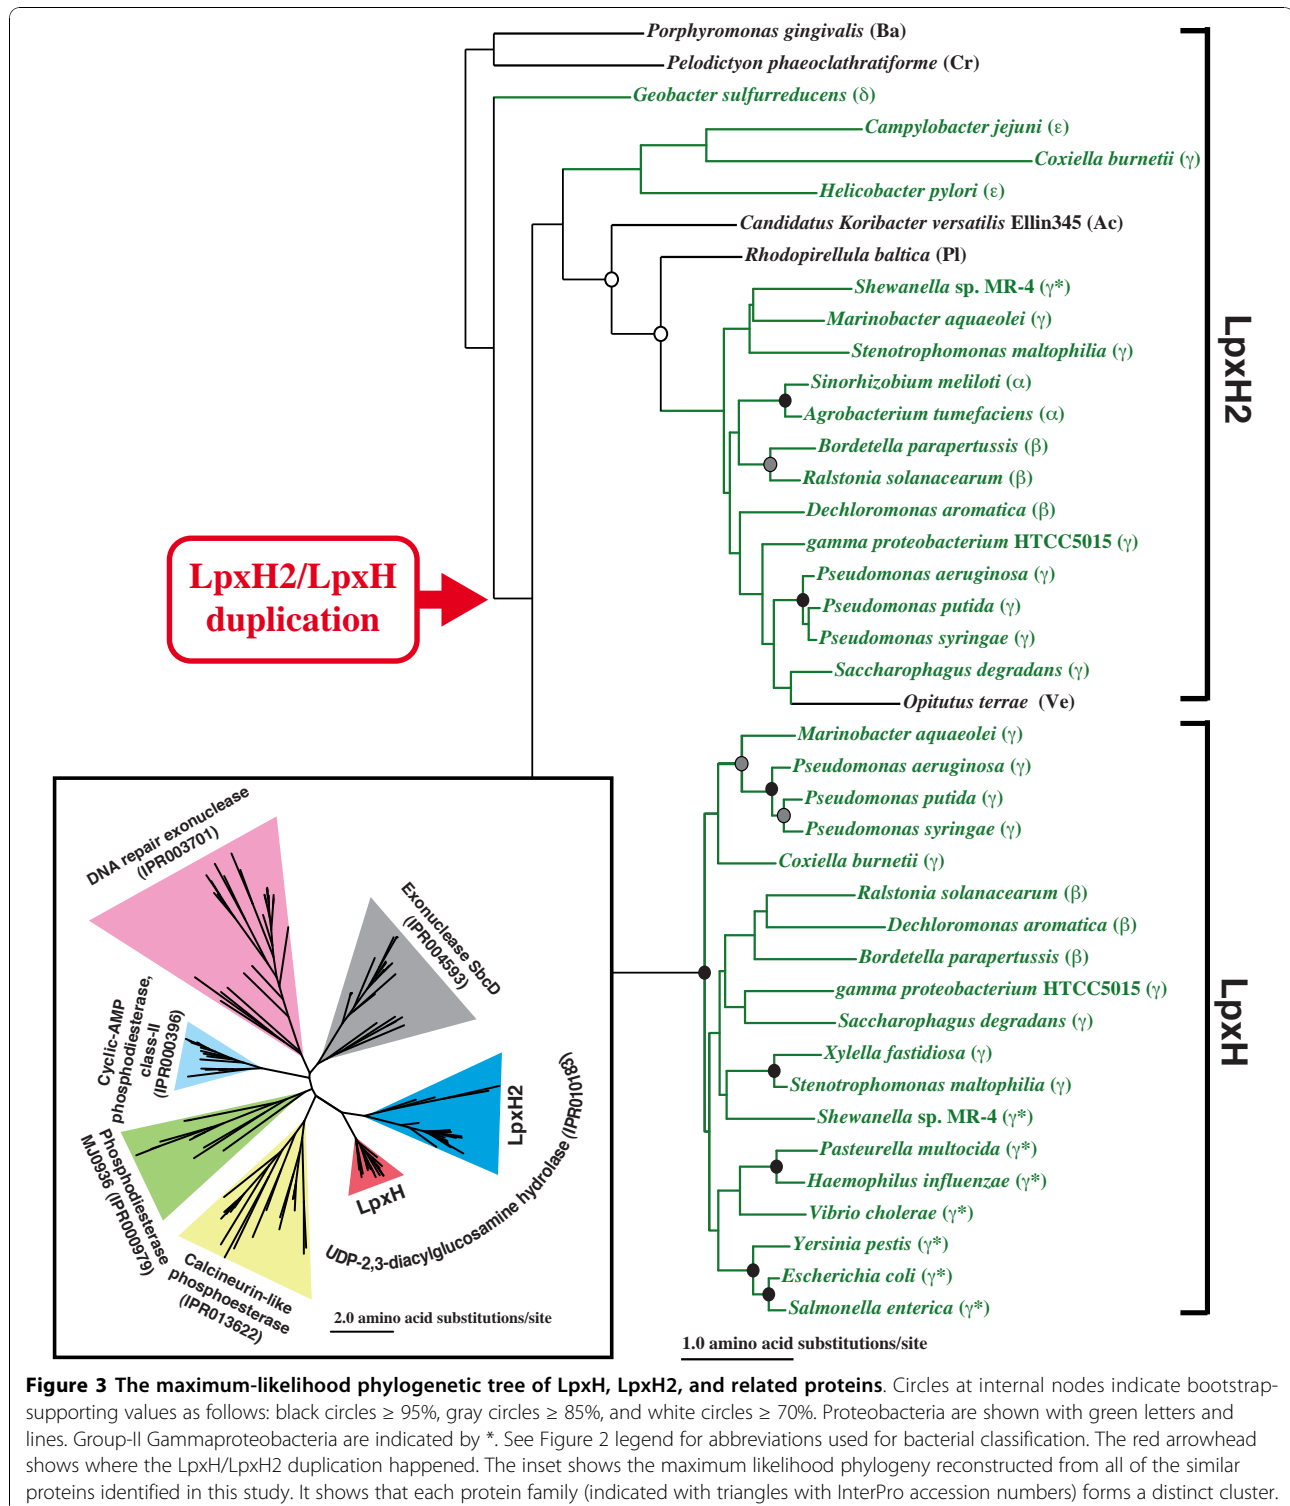 Porphyromonas gingivalis (Ba)
Pelodictyon phaeoclathratiforme (Cr)
Geobacter sulfurreducens (δ)
Campylobacter jejuni (ε)
Coxiella burnetii (γ)
Helicobacter pylori (ε)
Candidatus Koribacter versatilis Ellin345 (Ac)
Rhodopirellula baltica (Pl)
Shewanella sp. MR-4 (γ*)
Marinobacter aquaeolei (γ)
Stenotrophomonas maltophilia (γ)
Sinorhizobium meliloti (α)
Agrobacterium tumefaciens (α)
Bordetella parapertussis (β)
Ralstonia solanacearum (β)
Dechloromonas aromatica (β)
gamma proteobacterium HTCC5015 (γ)
Pseudomonas aeruginosa (γ)
Pseudomonas putida (γ)
Pseudomonas syringae (γ)
Saccharophagus degradans (γ)
Opitutus terrae (Ve)
LpxH2
LpxH2/LpxH
duplication
Marinobacter aquaeolei (γ)
Pseudomonas aeruginosa (γ)
Pseudomonas putida (γ)
Pseudomonas syringae (γ)
Coxiella burnetii (γ)
Ralstonia solanacearum (β)
Dechloromonas aromatica (β)
Bordetella parapertussis (β)
gamma proteobacterium HTCC5015 (γ)
Saccharophagus degradans (γ)
Xylella fastidiosa (γ)
Stenotrophomonas maltophilia (γ)
Shewanella sp. MR-4 (γ*)
Pasteurella multocida (γ*)
Haemophilus influenzae (γ*)
Vibrio cholerae (γ*)
Yersinia pestis (γ*)
Escherichia coli (γ*)
Salmonella enterica (γ*)
LpxH
1.0 amino acid substitutions/site
DNA repair exonuclease
(IPR003701)
Exonuclease SbcD
(IPR004593)
Cyclic-AMP
phosphodiesterase,
class-II
(IPR000396)
Phosphodiesterase
MJ0936 (IPR000979)
Calcineurin-like
phosphoesterase
(IPR013622)
LpxH
LpxH2
UDP-2,3-diacylglucosamine hydrolase (IPR010183)
2.0 amino acid substitutions/site
Figure 3 The maximum-likelihood phylogenetic tree of LpxH, LpxH2, and related proteins. Circles at internal nodes indicate bootstrap-
supporting values as follows: black circles ≥ 95%, gray circles ≥ 85%, and white circles ≥ 70%. Proteobacteria are shown with green letters and
lines. Group-II Gammaproteobacteria are indicated by *. See Figure 2 legend for abbreviations used for bacterial classification. The red arrowhead
shows where the LpxH/LpxH2 duplication happened. The inset shows the maximum likelihood phylogeny reconstructed from all of the similar
proteins identified in this study. It shows that each protein family (indicated with triangles with InterPro accession numbers) forms a distinct cluster.